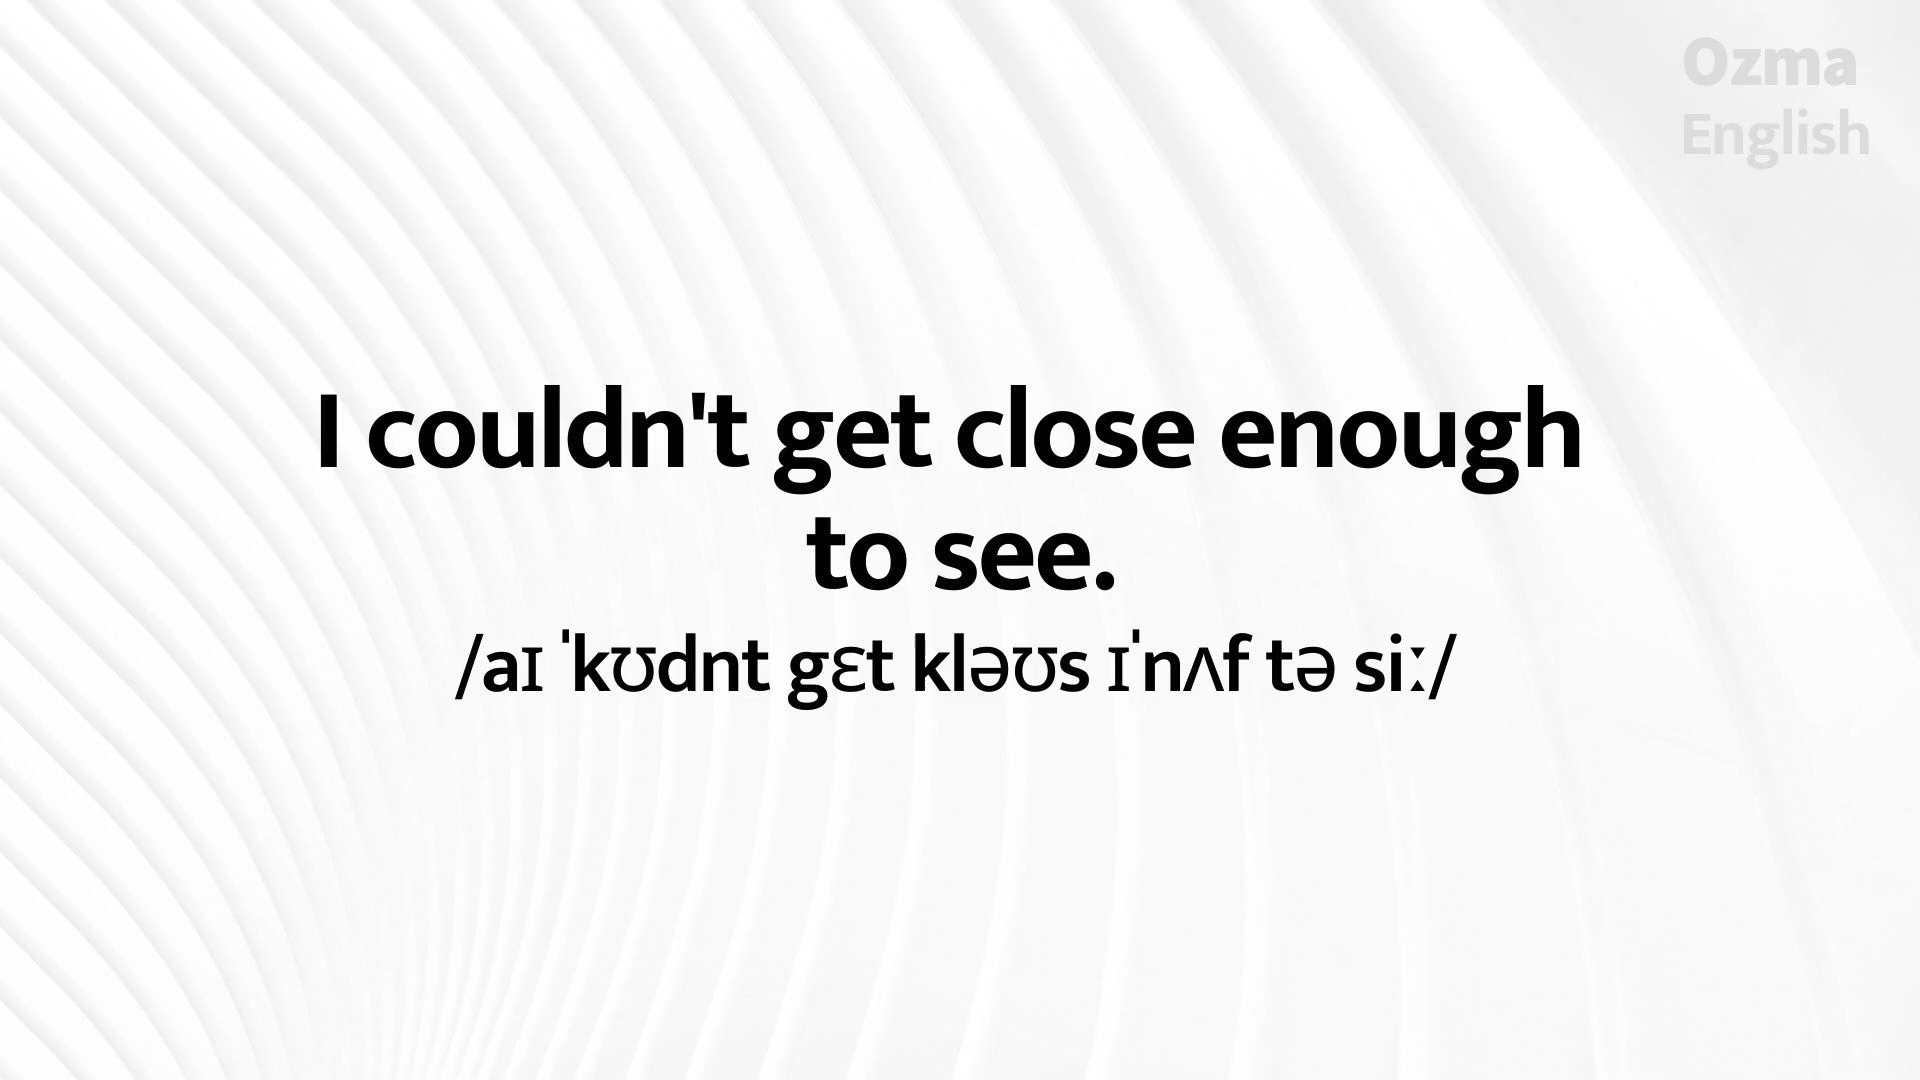 Ozma
English
I couldn't get close enough
to see.
/aɪ ˈkʊdnt gɛt kləʊs ɪˈnʌf tə siː/